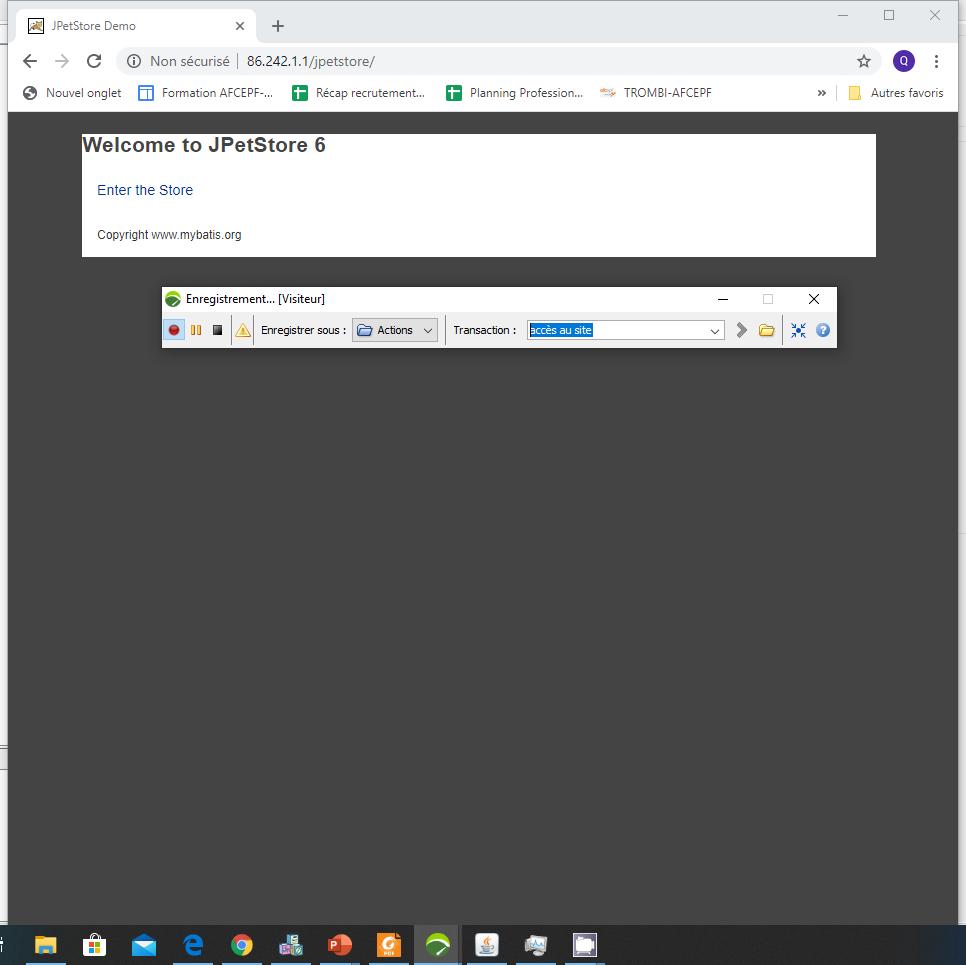 JPetStore Demo
Non sécurisé 86.242.1.1/jpetstore/
Q
Nouvel onglet Formation AFCEPF-... Récap recrutement... Planning Profession... TROMBI-AFCEPF » Autres favoris
Welcome to JPetStore 6
Enter the Store
Copyright www.mybatis.org
Enregistrement... [Visiteur]
Enregistrer sous : Actions Transaction : accès au site